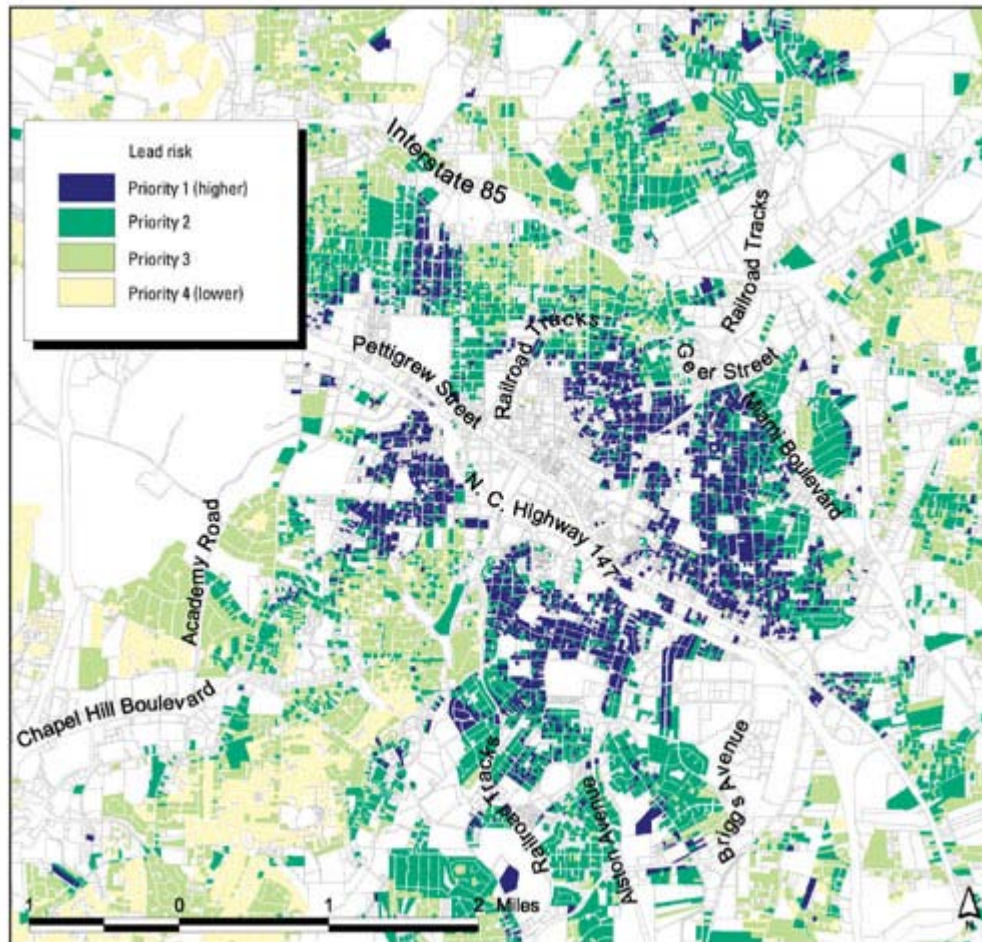 Lead risk
Priority 1 (higher)
Priority 2
Priority 3
Priority 4 (lower)
Interstate 85
Railroad Tracks
Railroad Tracks
Geer Street
Pettigrew Street
Miami Boulevard
N. C. Highway 147
Academy Road
Chapel Hill Boulevard
Railroad Tracks
Alston Avenue
Briggs Avenue
1 0 1 2 Miles
N